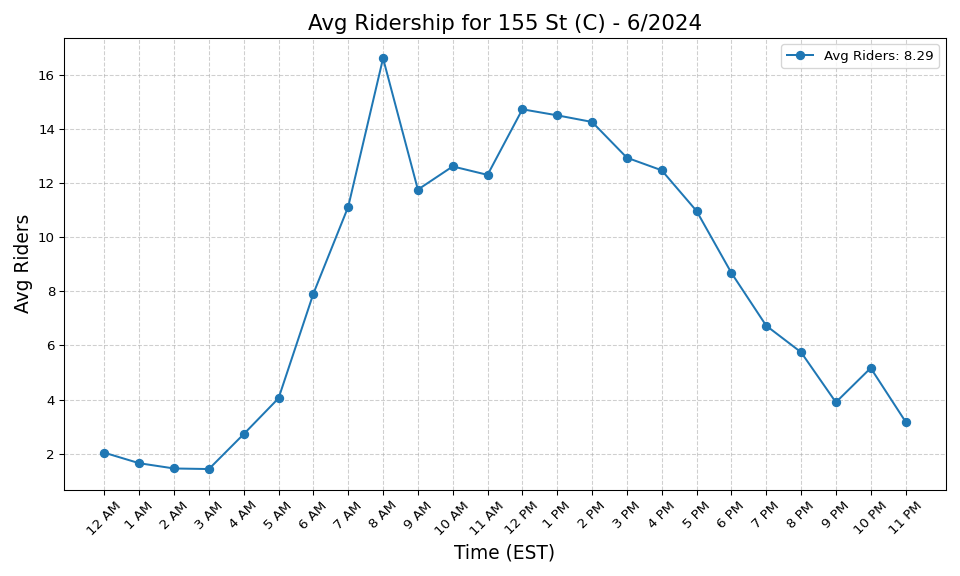 Avg Ridership for 155 St (C) - 6/2024
Avg Riders: 8.29
Avg Riders
16
14
12
10
8
6
4
2
12 AM 1 AM 2 AM 3 AM 4 AM 5 AM 6 AM 7 AM 8 AM 9 AM 10 AM 11 AM 12 PM 1 PM 2 PM 3 PM 4 PM 5 PM 6 PM 7 PM 8 PM 9 PM 10 PM 11 PM
Time (EST)